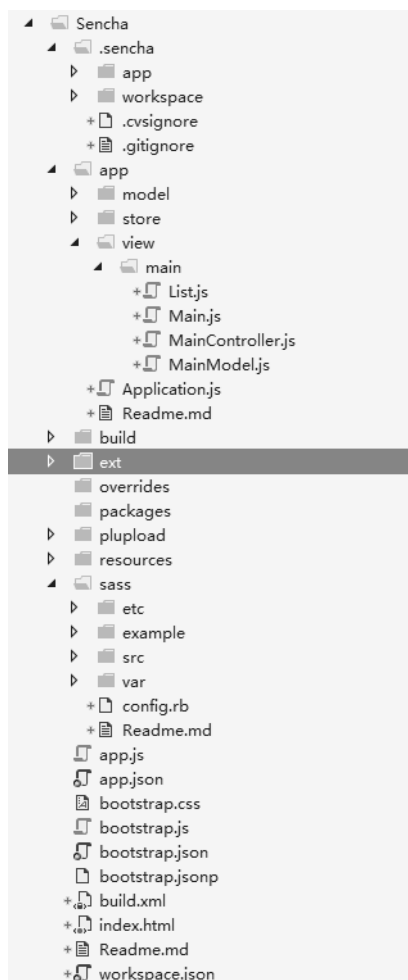 Sencha
.sencha
app
workspace
.cvsignore
.gitignore
app
model
store
view
main
List.js
Main.js
MainController.js
MainModel.js
Application.js
Readme.md
build
ext
overrides
packages
plupload
resources
sass
etc
example
src
var
config.rb
Readme.md
app.js
app.json
bootstrap.css
bootstrap.js
bootstrap.json
bootstrap.jsonp
build.xml
index.html
Readme.md
workspace.json